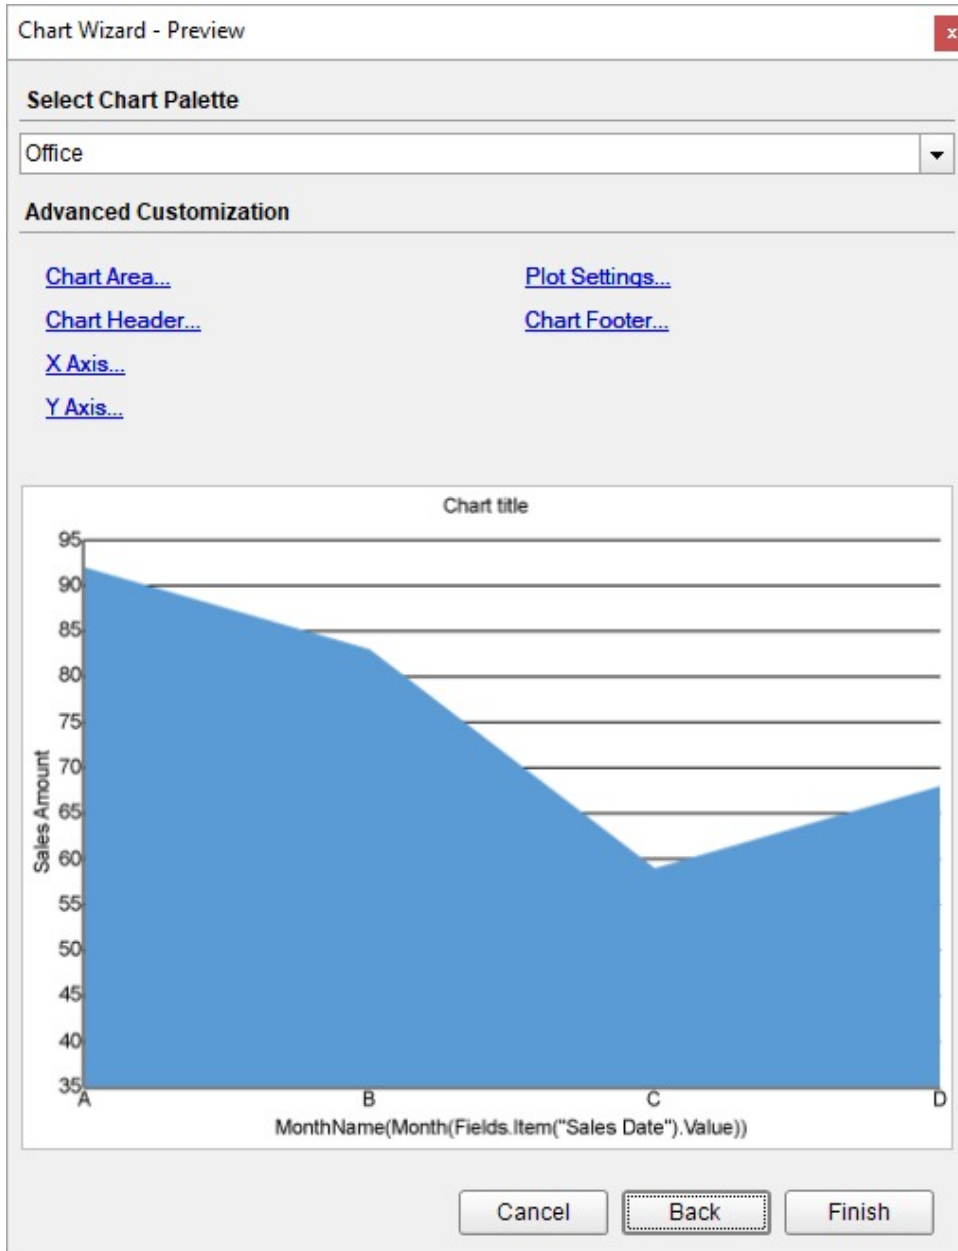 Chart Wizard - Preview
x
Select Chart Palette
Office
Advanced Customization
Chart Area...
Plot Settings...
Chart Header...
Chart Footer...
X Axis...
Y Axis...
Chart title
95
90
85
80
75
70
65
60
55
50
45
40
35
Sales Amount
A B C D
MonthName(Month(Fields.Item("Sales Date").Value))
Cancel Back Finish